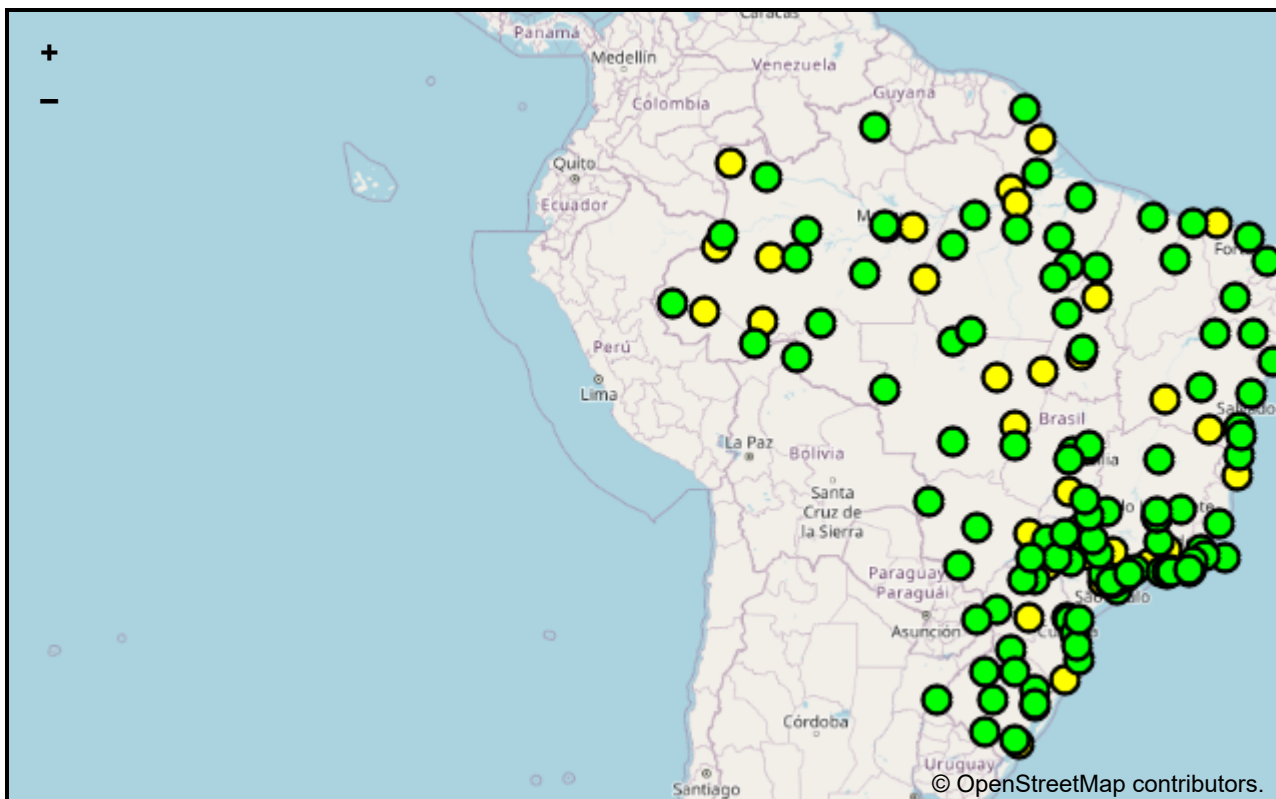 +
−
Caracas
Panamá
Medellín
Venezuela
Guyana
Colombia
Quito
Ecuador
Perú
Lima
Brasil
La Paz
Bolivia
Santa
Cruz de
la Sierra
Paraguay
Paraguái
Asunción
Córdoba
Uruguay
Santiago
© OpenStreetMap contributors.